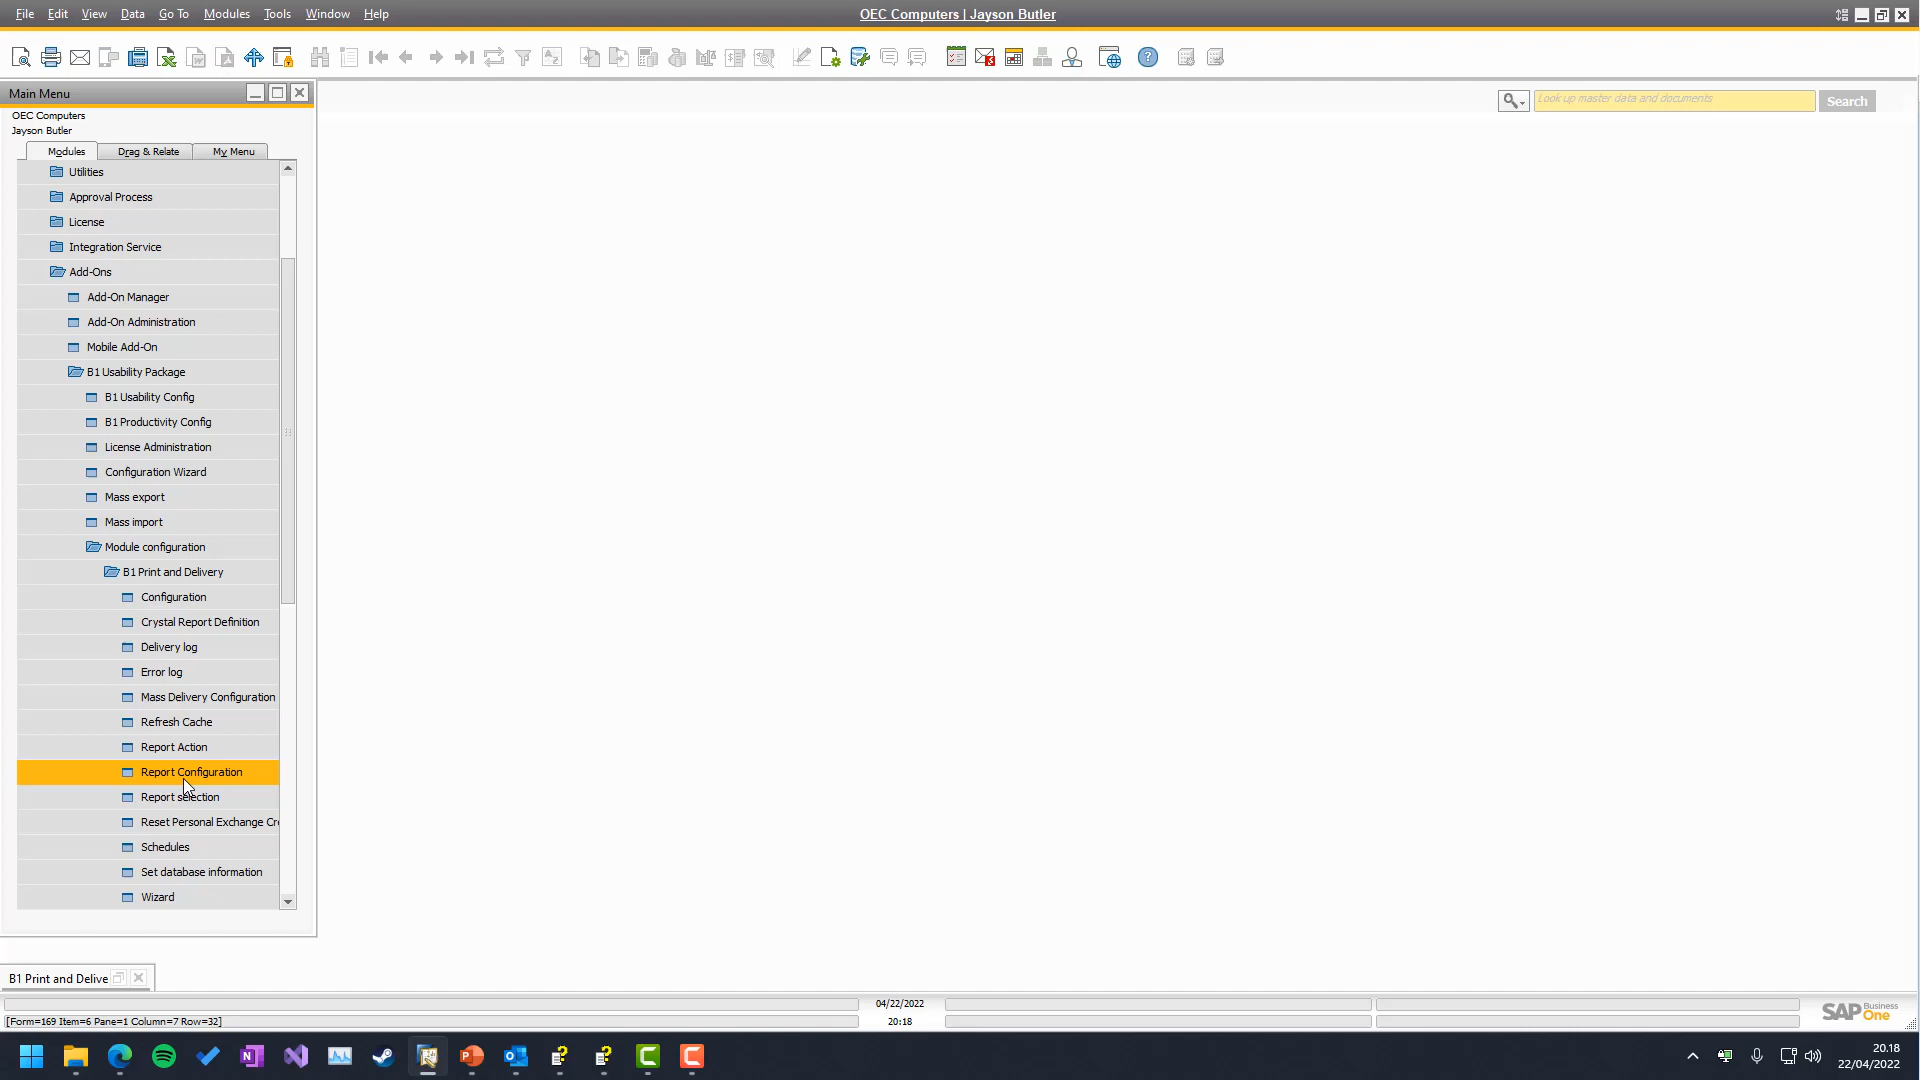 File Edit View Data Go To Modules Tools Window Help
OEC Computers | Jayson Butler
Main Menu
Look up master data and documents
Search
OEC Computers
Jayson Butler
Modules Drag & Relate My Menu
Utilities
Approval Process
License
Integration Service
Add-Ons
Add-On Manager
Add-On Administration
Mobile Add-On
B1 Usability Package
B1 Usability Config
B1 Productivity Config
License Administration
Configuration Wizard
Mass export
Mass import
Module configuration
B1 Print and Delivery
Configuration
Crystal Report Definition
Delivery log
Error log
Mass Delivery Configuration
Refresh Cache
Report Action
Report Configuration
Report selection
Reset Personal Exchange Cr
Schedules
Set database information
Wizard
B1 Print and Delive
04/22/2022
[Form=169 Item=6 Pane=1 Column=7 Row=32]
20:18
SAP Business One
20.18
22/04/2022